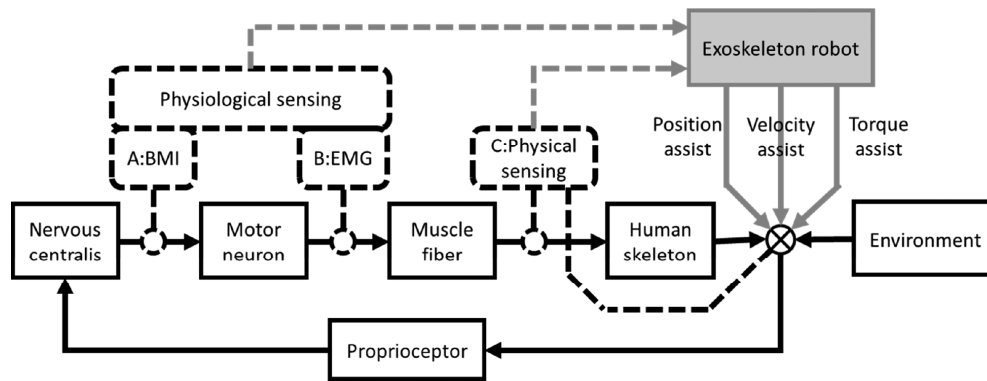 Exoskeleton robot
Physiological sensing
A:BMI
B:EMG
C:Physical
sensing
Position
assist
Velocity
assist
Torque
assist
Nervous
centralis
Motor
neuron
Muscle
fiber
Human
skeleton
Environment
Proprioceptor